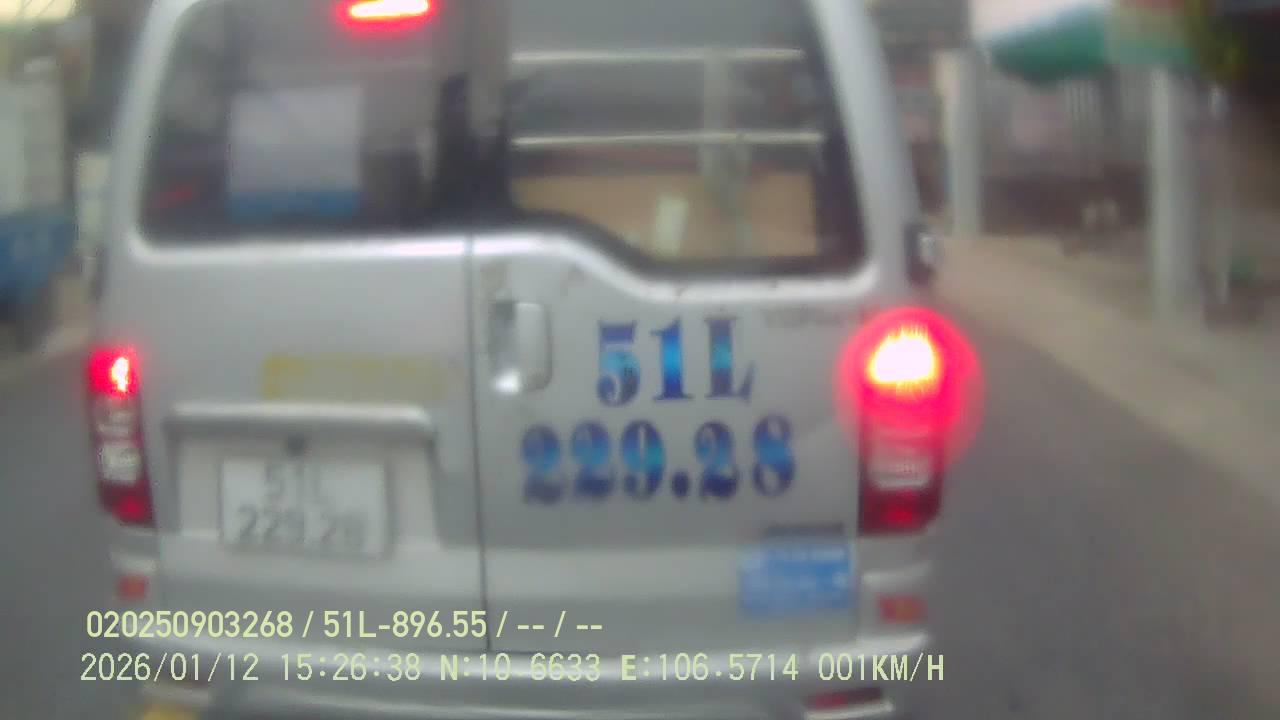 51L
229.28
51L
229.28
020250903268 / 51L-896.55 / -- / --
2026/01/12 15:26:38 N:10.6633 E:106.5714 001KM/H